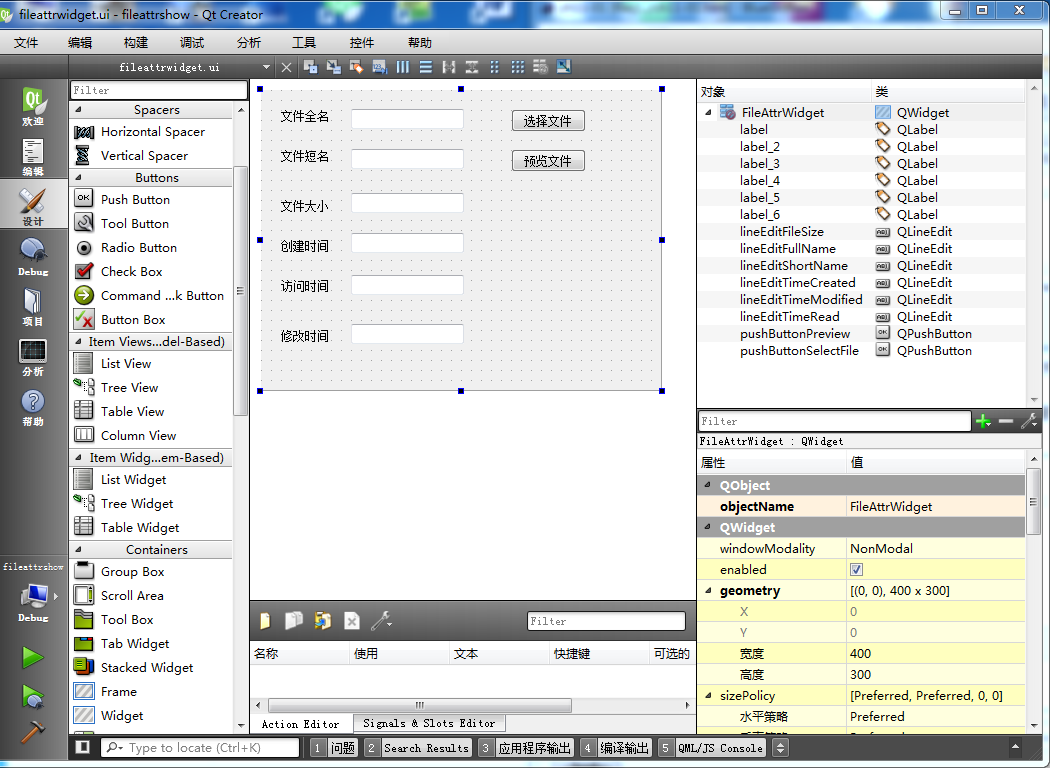 fileattrwidget.ui - fileattrshow - Qt Creator
文件 编辑 构建 调试 分析 工具 控件 帮助
fileattrwidget.ui
欢迎
编辑
设计
Debug
项目
分析
帮助
fileattrshow
Debug
Filter
Spacers
Horizontal Spacer
Vertical Spacer
Buttons
Push Button
Tool Button
Radio Button
Check Box
Command ...k Button
Button Box
Item Views...del-Based)
List View
Tree View
Table View
Column View
Item Widg...em-Based)
List Widget
Tree Widget
Table Widget
Containers
Group Box
Scroll Area
Tool Box
Tab Widget
Stacked Widget
Frame
Widget
文件全名 选择文件
文件短名 预览文件
文件大小
创建时间
访问时间
修改时间
Filter
名称 使用 文本 快捷键 可选的
Action Editor Signals & Slots Editor
对象 类
FileAttrWidget QWidget
label QLabel
label_2 QLabel
label_3 QLabel
label_4 QLabel
label_5 QLabel
label_6 QLabel
lineEditFIleSize QLineEdit
lineEditFullName QLineEdit
lineEditShortName QLineEdit
lineEditTimeCreated QLineEdit
lineEditTimeModified QLineEdit
lineEditTimeRead QLineEdit
pushButtonPreview QPushButton
pushButtonSelectFile QPushButton
Filter
FileAttrWidget : QWidget
属性 值
QObject
objectName FileAttrWidget
QWidget
windowModality NonModal
enabled
geometry [(0, 0), 400 x 300]
X 0
Y 0
宽度 400
高度 300
sizePolicy [Preferred, Preferred, 0, 0]
水平策略 Preferred
Type to locate (Ctrl+K) 1 问题 2 Search Results 3 应用程序输出 4 编译输出 5 QML/JS Console